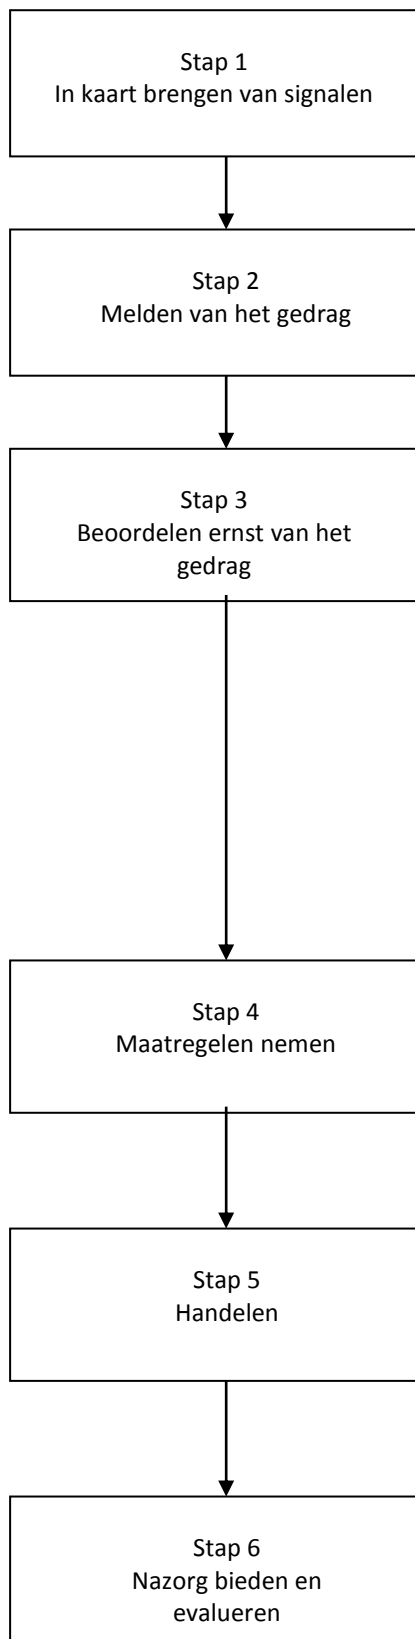 Stap 1
In kaart brengen van signalen
Stap 2
Melden van het gedrag
Stap 3
Beoordelen ernst van het
gedrag
Stap 4
Maatregelen nemen
Stap 5
Handelen
Stap 6
Nazorg bieden en
evalueren